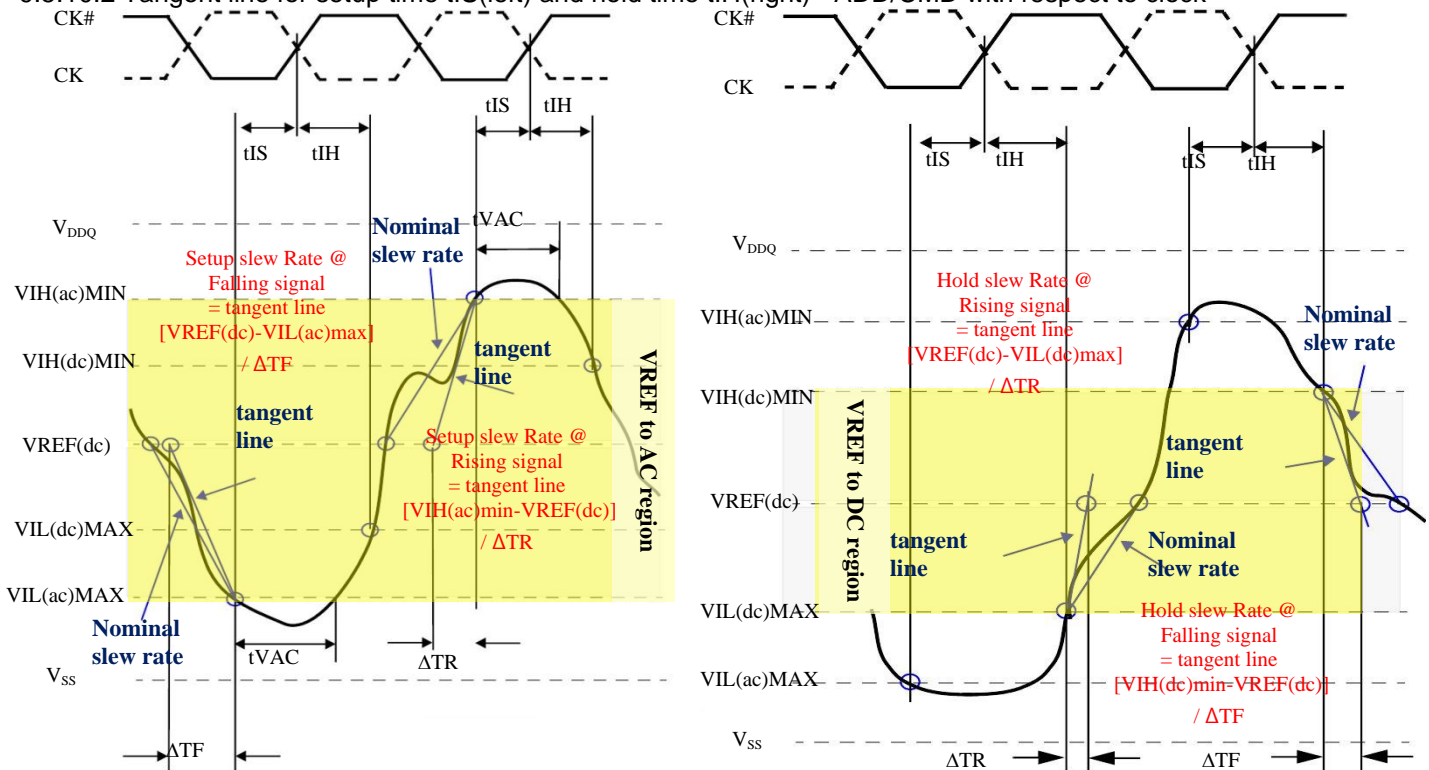 CK#
CK
tIS
tIH
tIS
tIH
VDDQ
Nominal
slew rate
tVAC
Setup slew Rate @
Falling signal
= tangent line
[VREF(dc)-VIL(ac)max]
/ ΔTF
VIH(ac)MIN
VIH(dc)MIN
tangent
line
tangent
line
VREF(dc)
Setup slew Rate @
Rising signal
= tangent line
[VIH(ac)min-VREF(dc)]
/ ΔTR
VREF to AC region
VIL(dc)MAX
VIL(ac)MAX
Nominal
slew rate
tVAC
ΔTR
VSS
ΔTF
CK#
CK
tIS
tIH
tIS
tIH
VDDQ
Hold slew Rate @
Rising signal
= tangent line
[VREF(dc)-VIL(dc)max]
/ ΔTR
VIH(ac)MIN
Nominal
slew rate
VIH(dc)MIN
VREF to DC region
tangent
line
VREF(dc)
tangent
line
Nominal
slew rate
VIL(dc)MAX
Hold slew Rate @
Falling signal
= tangent line
[VIH(dc)min-VREF(dc)]
/ ΔTF
VIL(ac)MAX
VSS
ΔTR
ΔTF